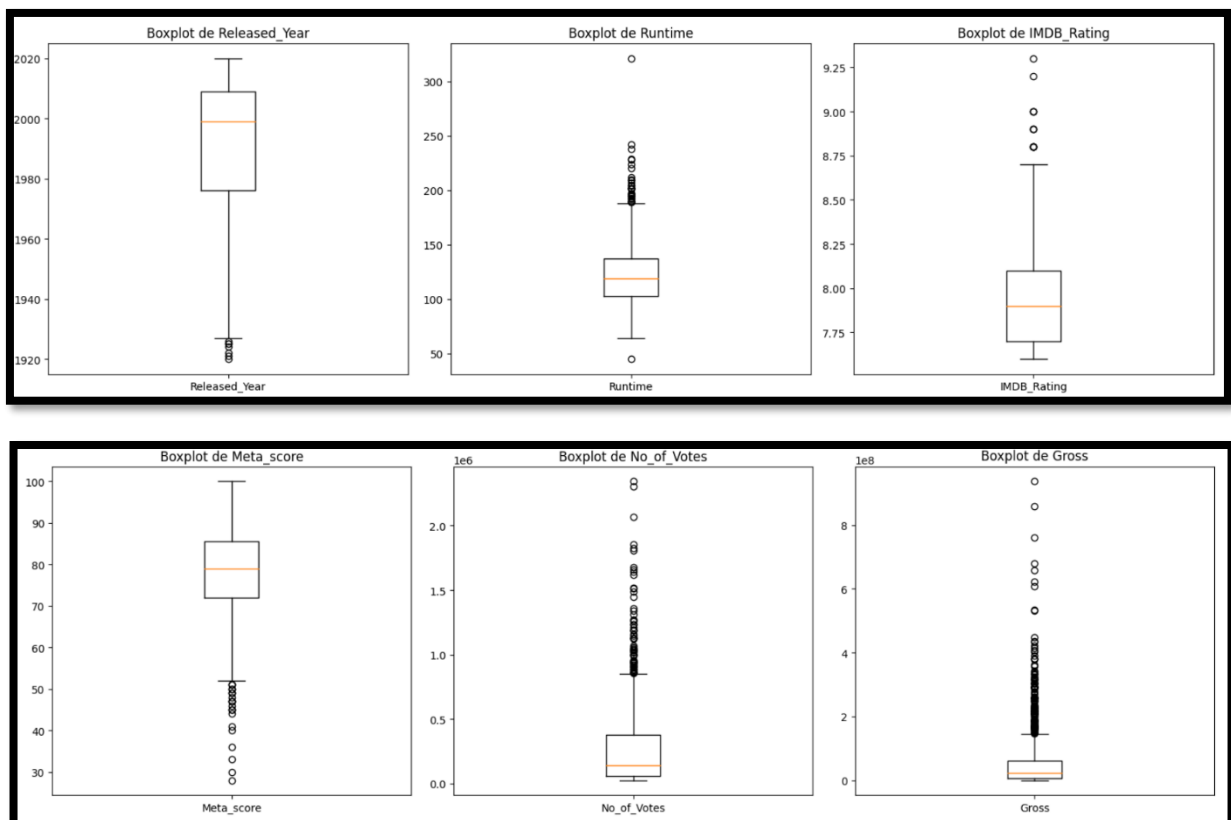 Boxplot de Released_Year
2020
2000
1980
1960
1940
1920
Released_Year
Boxplot de Runtime
300
250
200
150
100
50
Runtime
Boxplot de IMDB_Rating
9.25
9.00
8.75
8.50
8.25
8.00
7.75
IMDB_Rating
Boxplot de Meta_score
100
90
80
70
60
50
40
30
Meta_score
1e6
Boxplot de No_of_Votes
2.0
1.5
1.0
0.5
0.0
No_of_Votes
1e8
Boxplot de Gross
8
6
4
2
0
Gross